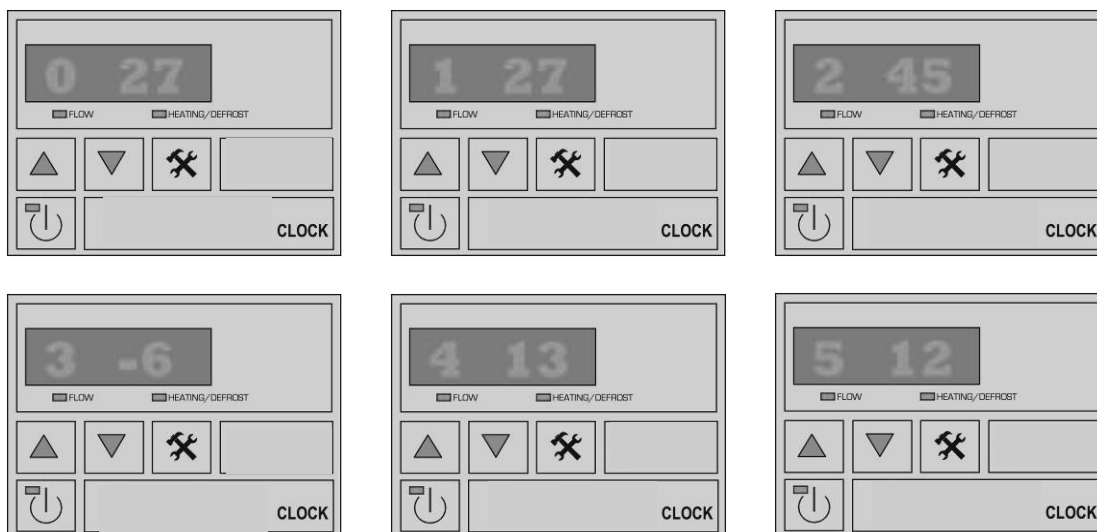 0 27
FLOW HEATING/DEFROST
CLOCK
1 27
FLOW HEATING/DEFROST
CLOCK
2 45
FLOW HEATING/DEFROST
CLOCK
3 -6
FLOW HEATING/DEFROST
CLOCK
4 13
FLOW HEATING/DEFROST
CLOCK
5 12
FLOW HEATING/DEFROST
CLOCK